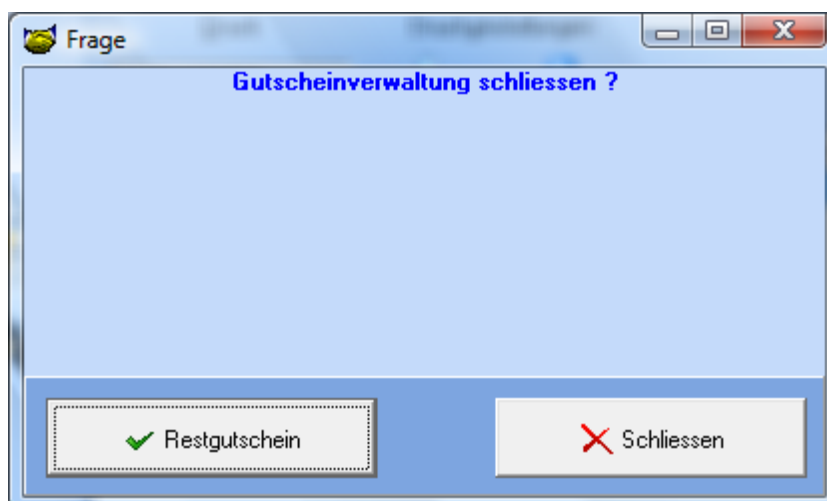 Frage
Gutscheinverwaltung schliessen ?
Restgutschein
Schliessen